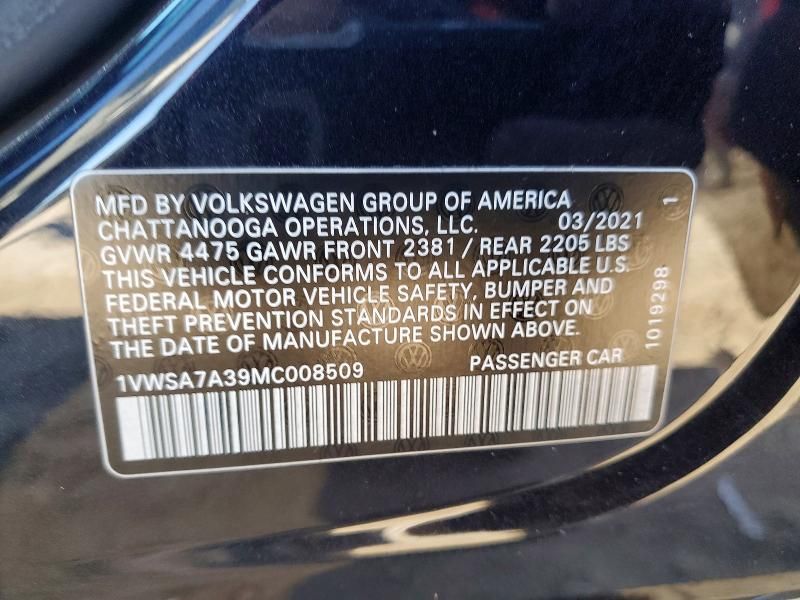 MFD BY VOLKSWAGEN GROUP OF AMERICA
CHATTANOOGA OPERATIONS, LLC. 03/2021
GVWR 4475 GAWR FRONT 2381 / REAR 2205 LBS
THIS VEHICLE CONFORMS TO ALL APPLICABLE U.S.
FEDERAL MOTOR VEHICLE SAFETY, BUMPER AND
THEFT PREVENTION STANDARDS IN EFFECT ON
THE DATE OF MANUFACTURE SHOWN ABOVE.
1VWSA7A39MC008509 PASSENGER CAR
1019298 1